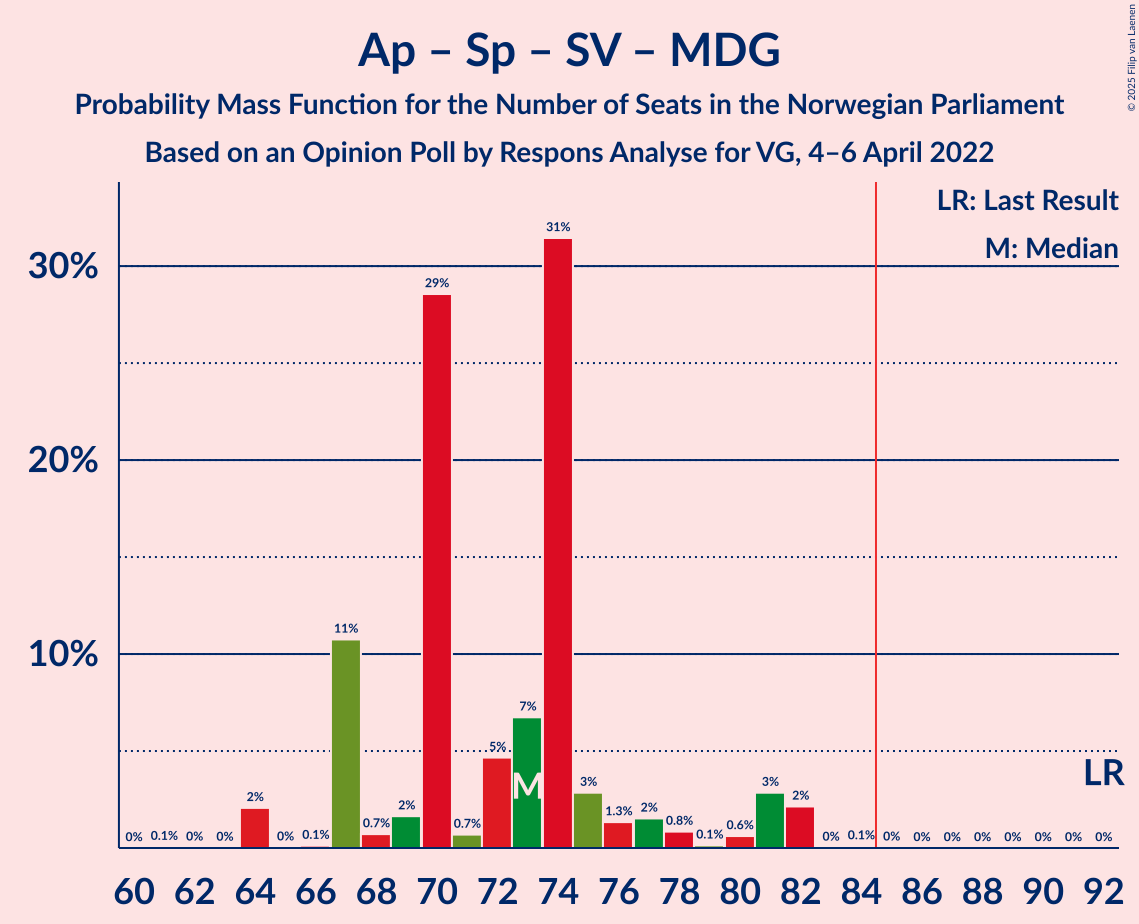 Ap – Sp – SV – MDG
Probability Mass Function for the Number of Seats in the Norwegian Parliament
Based on an Opinion Poll by Respons Analyse for VG, 4–6 April 2022
© 2025 Filip van Laenen
LR: Last Result
M: Median
30%
20%
10%
0% 0.1% 0% 0% 2% 0% 0.1% 11% 0.7% 2% 29% 0.7% 5% 7% 31% 3% 1.3% 2% 0.8% 0.1% 0.6% 3% 2% 0% 0.1% 0% 0% 0% 0% 0% 0% 0% 0%
M
LR
60 62 64 66 68 70 72 74 76 78 80 82 84 86 88 90 92